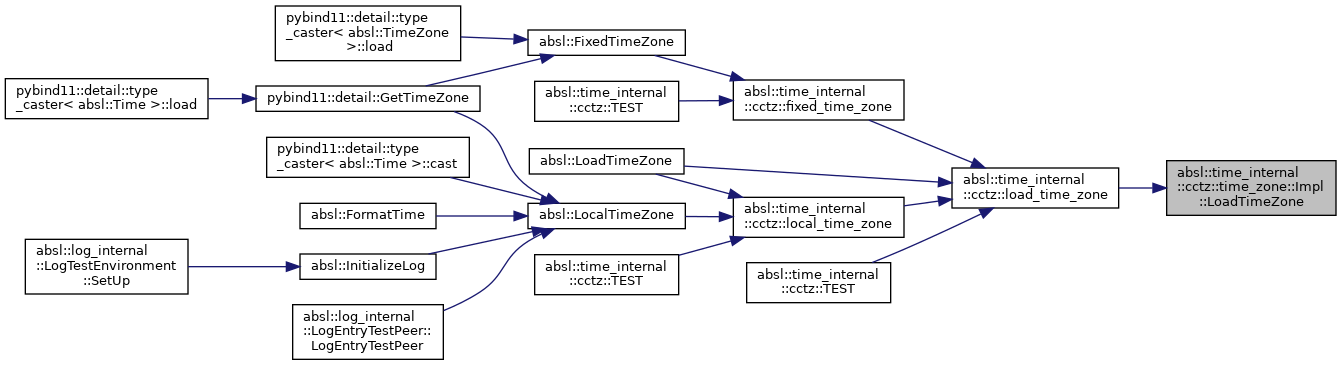 pybind11::detail::type
_caster< absl::TimeZone
>::load
absl::FixedTimeZone
pybind11::detail::type
_caster< absl::Time >::load
pybind11::detail::GetTimeZone
absl::time_internal
::cctz::TEST
absl::time_internal
::cctz::fixed_time_zone
pybind11::detail::type
_caster< absl::Time >::cast
absl::LoadTimeZone
absl::time_internal
::cctz::load_time_zone
absl::time_internal
::cctz::time_zone::Impl
::LoadTimeZone
absl::FormatTime
absl::LocalTimeZone
absl::time_internal
::cctz::local_time_zone
absl::log_internal
::LogTestEnvironment
::SetUp
absl::InitializeLog
absl::time_internal
::cctz::TEST
absl::time_internal
::cctz::TEST
absl::log_internal
::LogEntryTestPeer::
LogEntryTestPeer